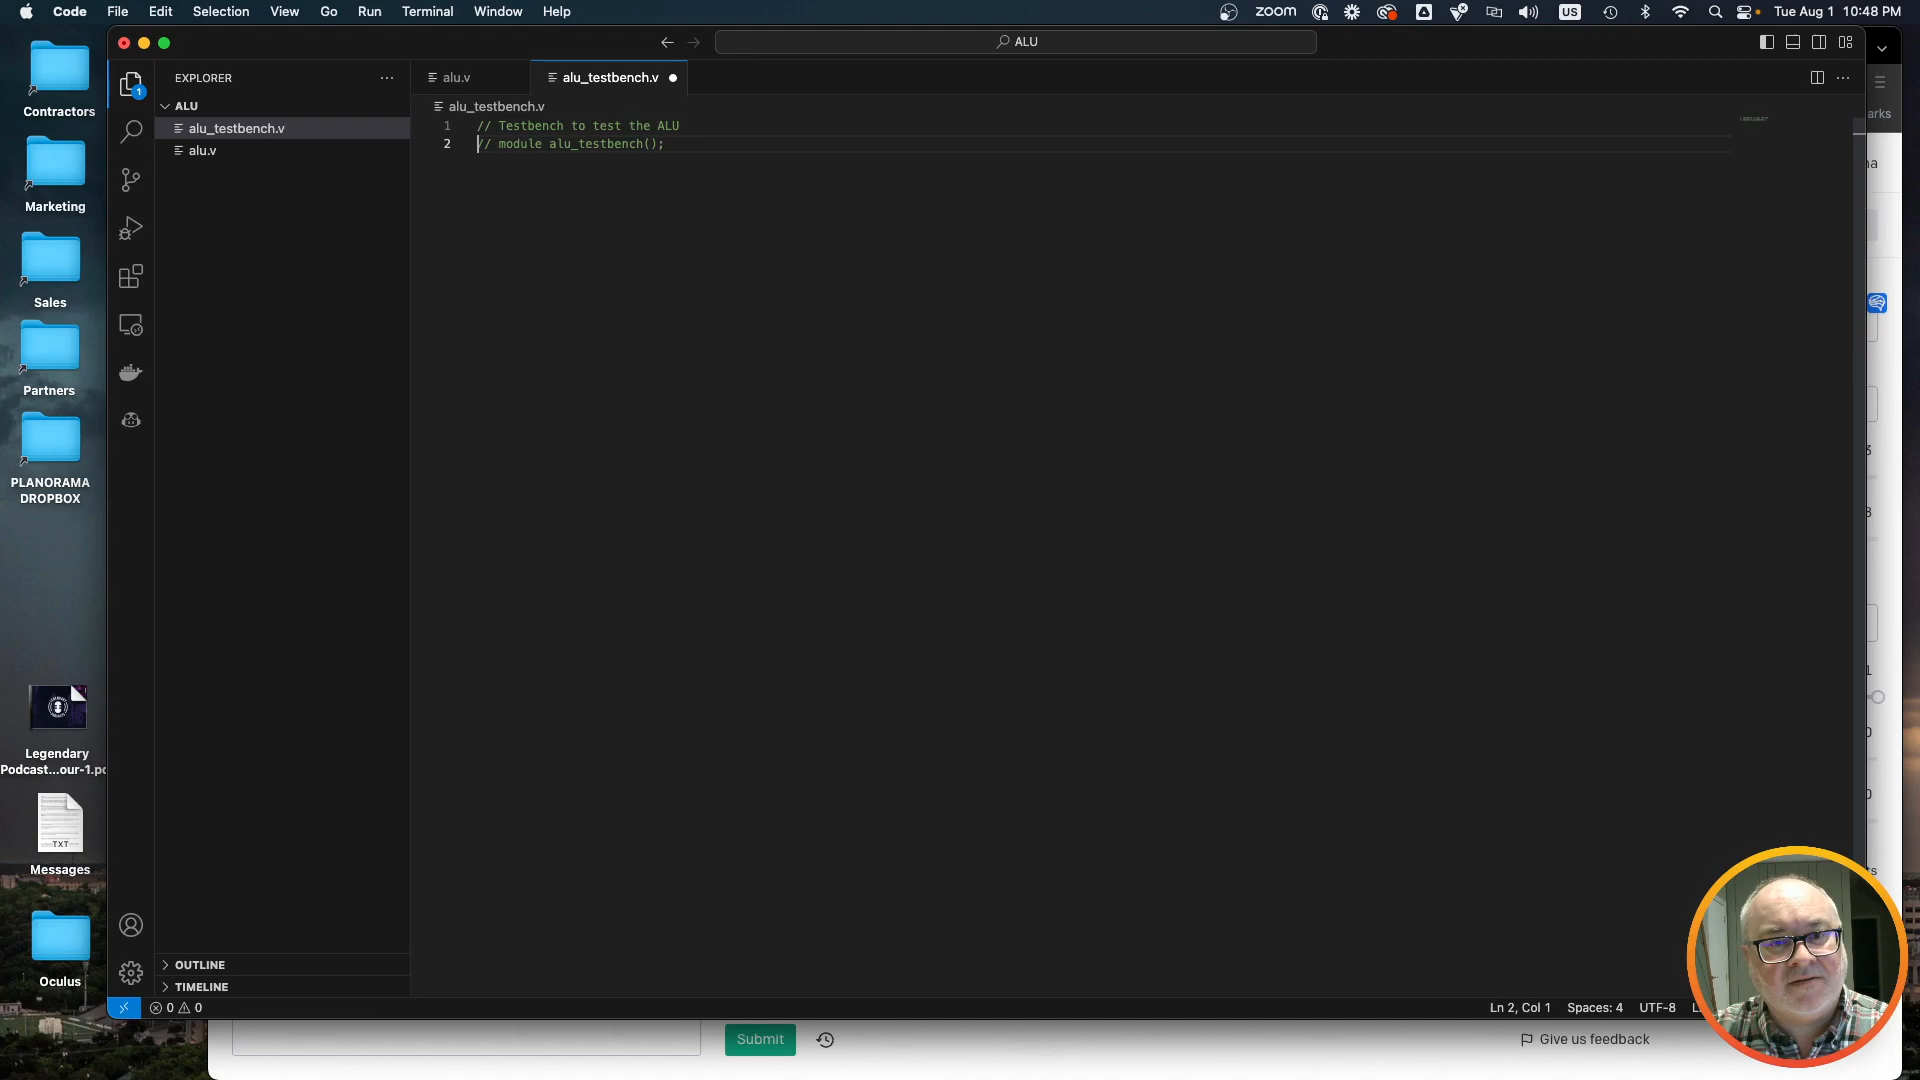 Code File Edit Selection View Go Run Terminal Window Help
zoom US Tue Aug 1 10:48 PM
ALU
EXPLORER
alu.v
alu_testbench.v
ALU
alu_testbench.v
alu.v
alu_testbench.v
1 // Testbench to test the ALU
2 // module alu_testbench();
1
Contractors
Marketing
Sales
Partners
PLANORAMA
DROPBOX
Legendary
Podcast...our-1.pc
TXT
Messages
Oculus
OUTLINE
TIMELINE
0 0
Ln 2, Col 1 Spaces: 4 UTF-8
Submit
Give us feedback
arks